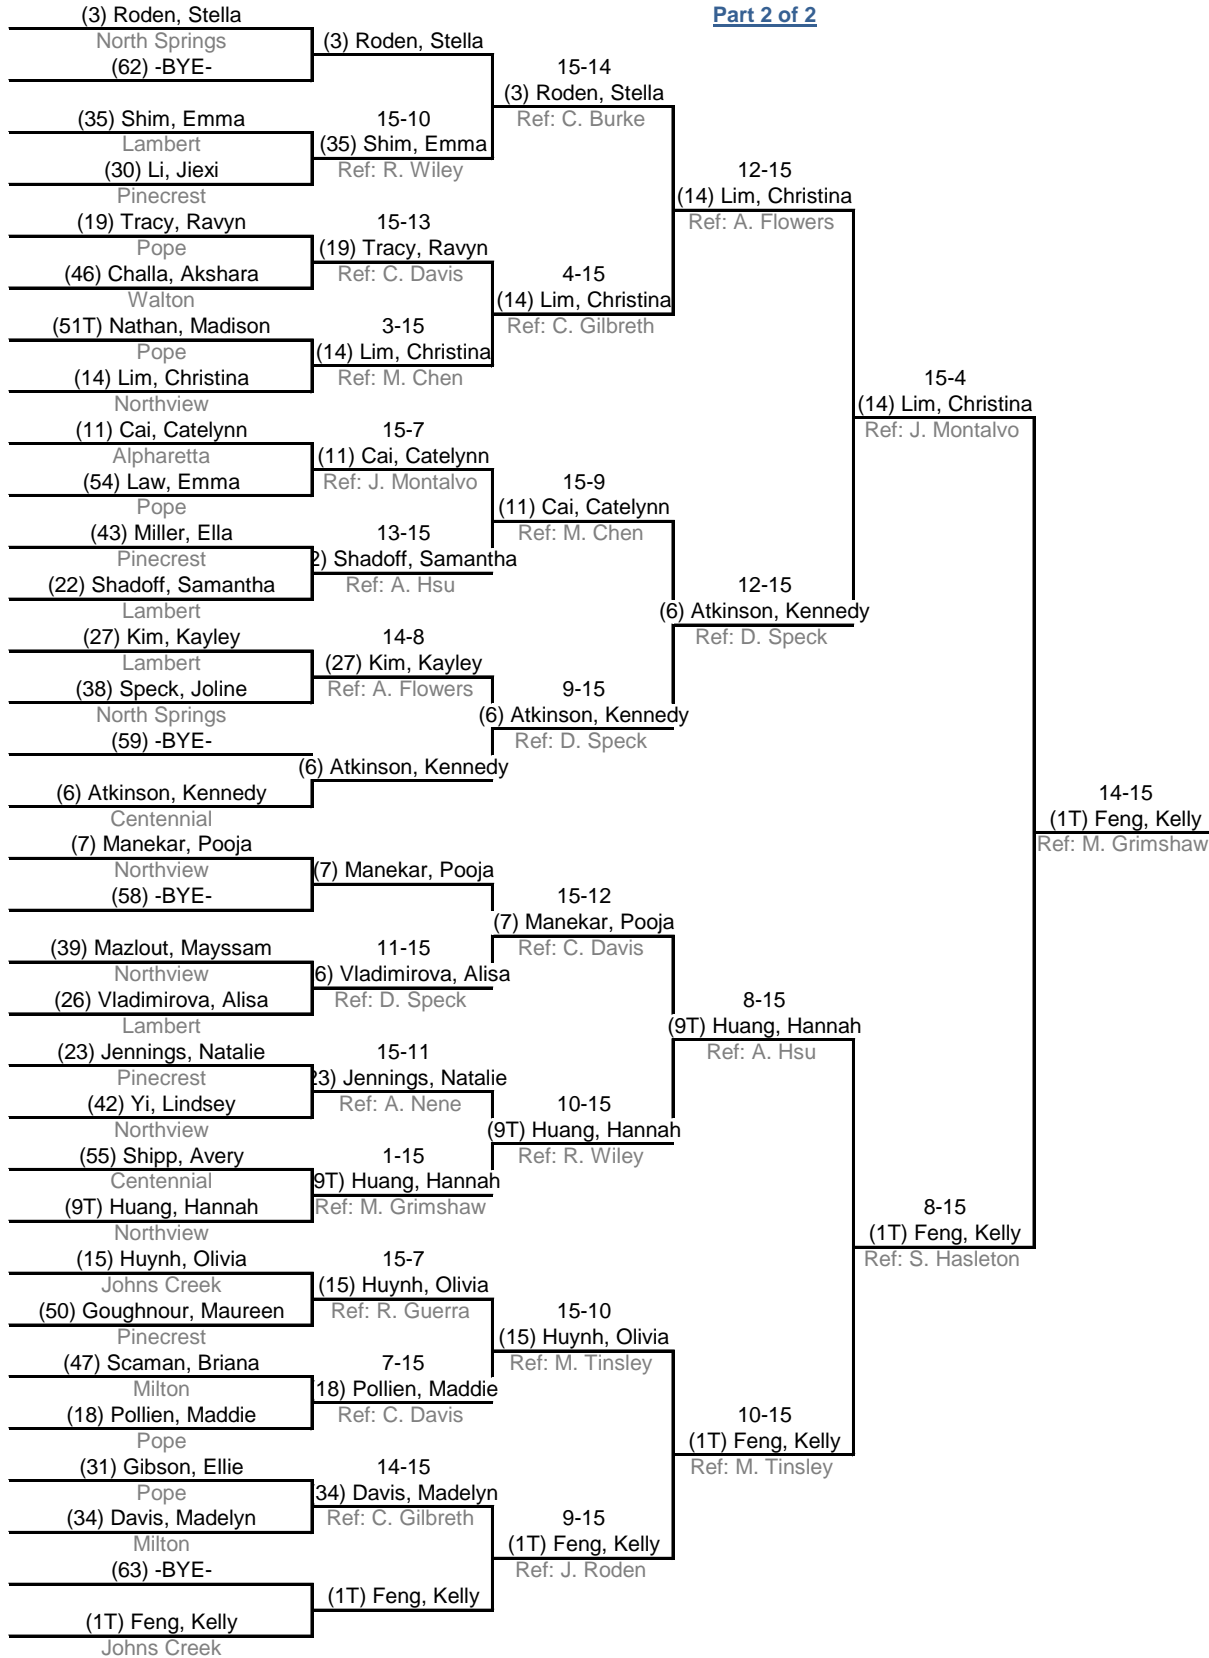 Part 2 of 2
(3) Roden, Stella
North Springs
(62) -BYE-
(35) Shim, Emma
Lambert
(30) Li, Jiexi
Pinecrest
(19) Tracy, Ravyn
Pope
(46) Challa, Akshara
Walton
(51T) Nathan, Madison
Pope
(14) Lim, Christina
Northview
(11) Cai, Catelynn
Alpharetta
(54) Law, Emma
Pope
(43) Miller, Ella
Pinecrest
(22) Shadoff, Samantha
Lambert
(27) Kim, Kayley
Lambert
(38) Speck, Joline
North Springs
(59) -BYE-
(6) Atkinson, Kennedy
Centennial
(7) Manekar, Pooja
Northview
(58) -BYE-
(39) Mazlout, Mayssam
Northview
(26) Vladimirova, Alisa
Lambert
(23) Jennings, Natalie
Pinecrest
(42) Yi, Lindsey
Northview
(55) Shipp, Avery
Centennial
(9T) Huang, Hannah
Northview
(15) Huynh, Olivia
Johns Creek
(50) Goughnour, Maureen
Pinecrest
(47) Scaman, Briana
Milton
(18) Pollien, Maddie
Pope
(31) Gibson, Ellie
Pope
(34) Davis, Madelyn
Milton
(63) -BYE-
(1T) Feng, Kelly
Johns Creek
(3) Roden, Stella
15-10
(35) Shim, Emma
Ref: R. Wiley
15-13
(19) Tracy, Ravyn
Ref: C. Davis
3-15
(14) Lim, Christina
Ref: M. Chen
15-7
(11) Cai, Catelynn
Ref: J. Montalvo
13-15
2) Shadoff, Samantha
Ref: A. Hsu
14-8
(27) Kim, Kayley
Ref: A. Flowers
(6) Atkinson, Kennedy
(7) Manekar, Pooja
11-15
6) Vladimirova, Alisa
Ref: D. Speck
15-11
23) Jennings, Natalie
Ref: A. Nene
1-15
9T) Huang, Hannah
Ref: M. Grimshaw
15-7
(15) Huynh, Olivia
Ref: R. Guerra
7-15
18) Pollien, Maddie
Ref: C. Davis
14-15
34) Davis, Madelyn
Ref: C. Gilbreth
(1T) Feng, Kelly
15-14
(3) Roden, Stella
Ref: C. Burke
4-15
(14) Lim, Christina
Ref: C. Gilbreth
15-9
(11) Cai, Catelynn
Ref: M. Chen
9-15
(6) Atkinson, Kennedy
Ref: D. Speck
15-12
(7) Manekar, Pooja
Ref: C. Davis
10-15
(9T) Huang, Hannah
Ref: R. Wiley
15-10
(15) Huynh, Olivia
Ref: M. Tinsley
9-15
(1T) Feng, Kelly
Ref: J. Roden
12-15
(14) Lim, Christina
Ref: A. Flowers
12-15
(6) Atkinson, Kennedy
Ref: D. Speck
8-15
(9T) Huang, Hannah
Ref: A. Hsu
10-15
(1T) Feng, Kelly
Ref: M. Tinsley
15-4
(14) Lim, Christina
Ref: J. Montalvo
8-15
(1T) Feng, Kelly
Ref: S. Hasleton
14-15
(1T) Feng, Kelly
Ref: M. Grimshaw